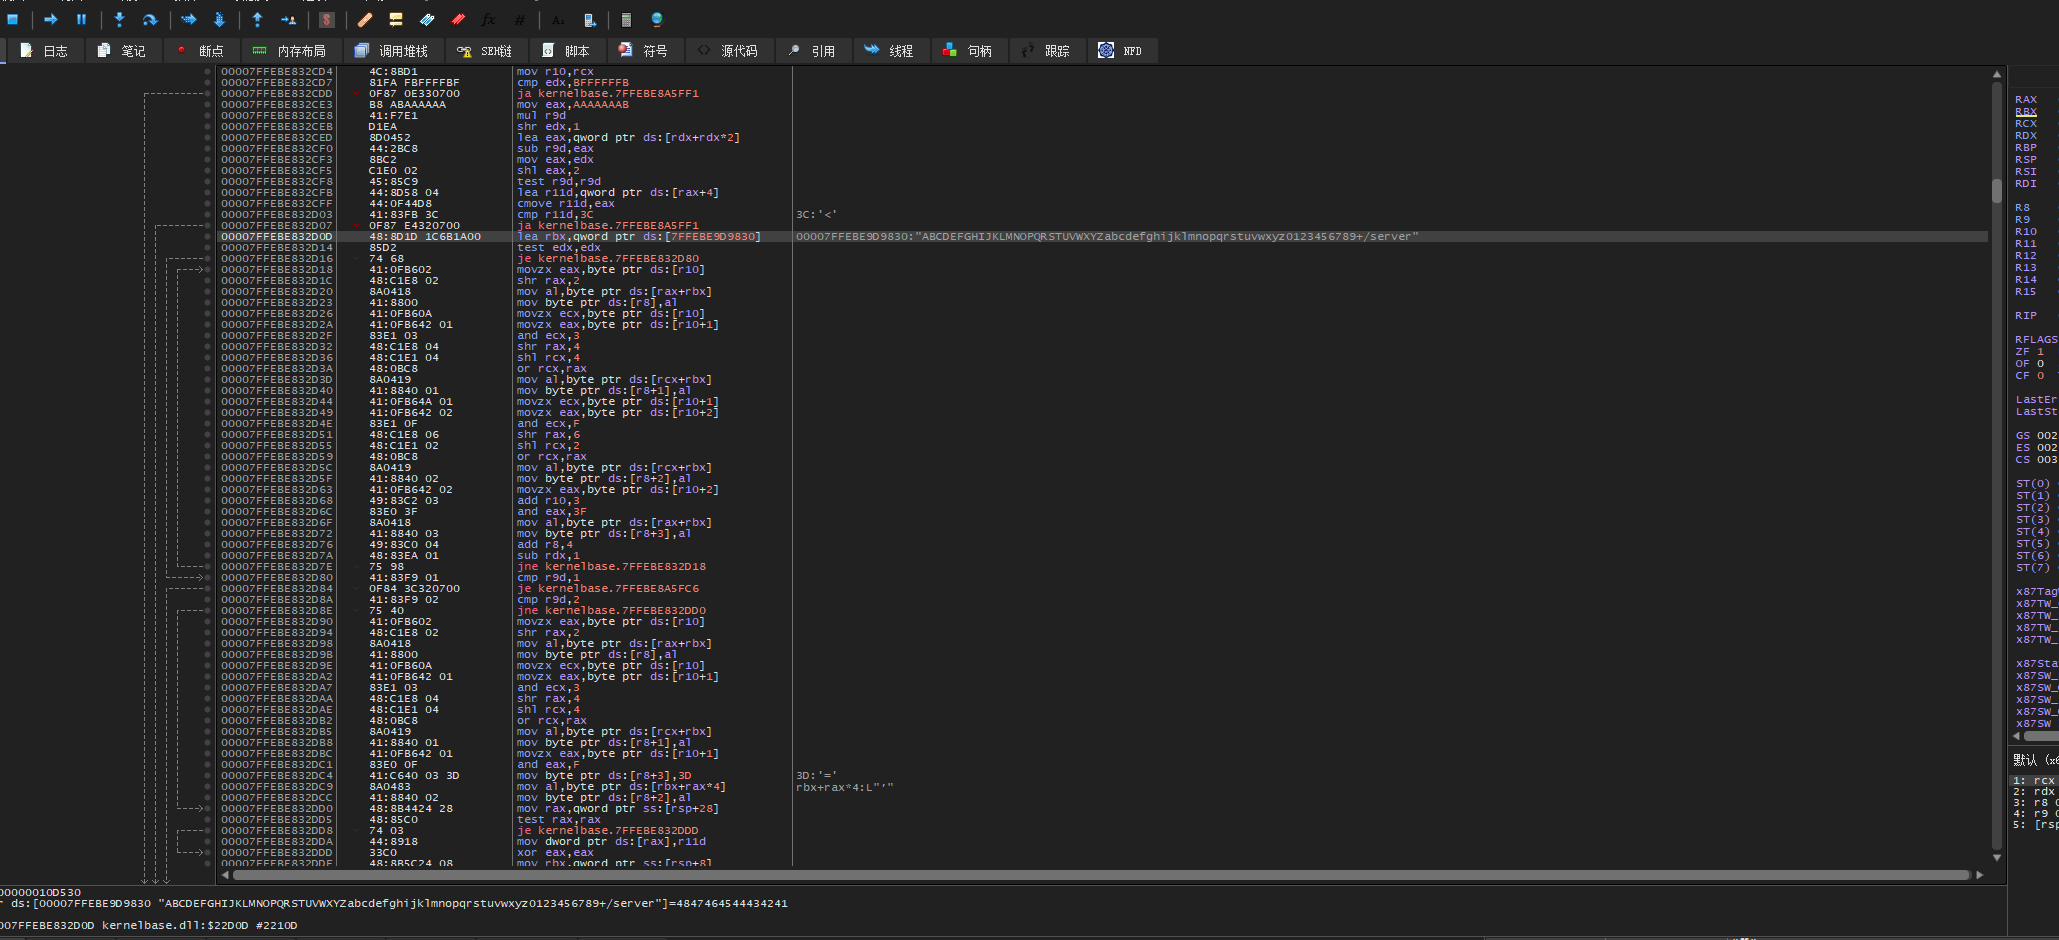 日志 笔记 断点 内存布局 调用堆栈 SEH链 脚本 符号 源代码 引用 线程 句柄 跟踪 NFD
00007FFEBE832CD4 4C:8BD1 mov r10,rcx
00007FFEBE832CD7 81FA FBFFFFBF cmp edx,BFFFFFFB
00007FFEBE832CDD 0F87 0E330700 ja kernelbase.7FFEBE8A5FF1
00007FFEBE832CE3 B8 ABAAAAAA mov eax,AAAAAAAB
00007FFEBE832CE8 41:F7E1 mul r9d
00007FFEBE832CEB D1EA shr edx,1
00007FFEBE832CED 8D0452 lea eax,qword ptr ds:[rdx+rdx*2]
00007FFEBE832CF0 44:2BC8 sub r9d,eax
00007FFEBE832CF3 8BC2 mov eax,edx
00007FFEBE832CF5 C1E0 02 shl eax,2
00007FFEBE832CF8 45:85C9 test r9d,r9d
00007FFEBE832CFB 44:8D58 04 lea r11d,qword ptr ds:[rax+4]
00007FFEBE832CFF 44:0F44D8 cmove r11d,eax
00007FFEBE832D03 41:83FB 3C cmp r11d,3C 3C:'<'
00007FFEBE832D07 0F87 E4320700 ja kernelbase.7FFEBE8A5FF1
00007FFEBE832D0D 48:8D1D 1C6B1A00 lea rbx,qword ptr ds:[7FFEBE9D9830] 00007FFEBE9D9830:"ABCDEFGHIJKLMNOPQRSTUVWXYZabcdefghijklmnopqrstuvwxyz0123456789+/server"
00007FFEBE832D14 85D2 test edx,edx
00007FFEBE832D16 74 68 je kernelbase.7FFEBE832D80
00007FFEBE832D18 41:0FB602 movzx eax,byte ptr ds:[r10]
00007FFEBE832D1C 48:C1E8 02 shr rax,2
00007FFEBE832D20 8A0418 mov al,byte ptr ds:[rax+rbx]
00007FFEBE832D23 41:8800 mov byte ptr ds:[r8],al
00007FFEBE832D26 41:0FB60A movzx ecx,byte ptr ds:[r10]
00007FFEBE832D2A 41:0FB642 01 movzx eax,byte ptr ds:[r10+1]
00007FFEBE832D2F 83E1 03 and ecx,3
00007FFEBE832D32 48:C1E8 04 shr rax,4
00007FFEBE832D36 48:C1E1 04 shl rcx,4
00007FFEBE832D3A 48:0BC8 or rcx,rax
00007FFEBE832D3D 8A0419 mov al,byte ptr ds:[rcx+rbx]
00007FFEBE832D40 41:8840 01 mov byte ptr ds:[r8+1],al
00007FFEBE832D44 41:0FB64A 01 movzx ecx,byte ptr ds:[r10+1]
00007FFEBE832D49 41:0FB642 02 movzx eax,byte ptr ds:[r10+2]
00007FFEBE832D4E 83E1 0F and ecx,F
00007FFEBE832D51 48:C1E8 06 shr rax,6
00007FFEBE832D55 48:C1E1 02 shl rcx,2
00007FFEBE832D59 48:0BC8 or rcx,rax
00007FFEBE832D5C 8A0419 mov al,byte ptr ds:[rcx+rbx]
00007FFEBE832D5F 41:8840 02 mov byte ptr ds:[r8+2],al
00007FFEBE832D63 41:0FB642 02 movzx eax,byte ptr ds:[r10+2]
00007FFEBE832D68 49:83C2 03 add r10,3
00007FFEBE832D6C 83E0 3F and eax,3F
00007FFEBE832D6F 8A0418 mov al,byte ptr ds:[rax+rbx]
00007FFEBE832D72 41:8840 03 mov byte ptr ds:[r8+3],al
00007FFEBE832D76 49:83C0 04 add r8,4
00007FFEBE832D7A 48:83EA 01 sub rdx,1
00007FFEBE832D7E 75 98 jne kernelbase.7FFEBE832D18
00007FFEBE832D80 41:83F9 01 cmp r9d,1
00007FFEBE832D84 0F84 3C320700 je kernelbase.7FFEBE8A5FC6
00007FFEBE832D8A 41:83F9 02 cmp r9d,2
00007FFEBE832D8E 75 40 jne kernelbase.7FFEBE832DD0
00007FFEBE832D90 41:0FB602 movzx eax,byte ptr ds:[r10]
00007FFEBE832D94 48:C1E8 02 shr rax,2
00007FFEBE832D98 8A0418 mov al,byte ptr ds:[rax+rbx]
00007FFEBE832D9B 41:8800 mov byte ptr ds:[r8],al
00007FFEBE832D9E 41:0FB60A movzx ecx,byte ptr ds:[r10]
00007FFEBE832DA2 41:0FB642 01 movzx eax,byte ptr ds:[r10+1]
00007FFEBE832DA7 83E1 03 and ecx,3
00007FFEBE832DAA 48:C1E8 04 shr rax,4
00007FFEBE832DAE 48:C1E1 04 shl rcx,4
00007FFEBE832DB2 48:0BC8 or rcx,rax
00007FFEBE832DB5 8A0419 mov al,byte ptr ds:[rcx+rbx]
00007FFEBE832DB8 41:8840 01 mov byte ptr ds:[r8+1],al
00007FFEBE832DBC 41:0FB642 01 movzx eax,byte ptr ds:[r10+1]
00007FFEBE832DC1 83E0 0F and eax,F
00007FFEBE832DC4 41:C640 03 3D mov byte ptr ds:[r8+3],3D 3D:'='
00007FFEBE832DC9 8A0483 mov al,byte ptr ds:[rbx+rax*4] rbx+rax*4:L"′"
00007FFEBE832DCC 41:8840 02 mov byte ptr ds:[r8+2],al
00007FFEBE832DD0 48:8B4424 28 mov rax,qword ptr ss:[rsp+28]
00007FFEBE832DD5 48:85C0 test rax,rax
00007FFEBE832DD8 74 03 je kernelbase.7FFEBE832DDD
00007FFEBE832DDA 44:8918 mov dword ptr ds:[rax],r11d
00007FFEBE832DDD 33C0 xor eax,eax
00007FFEBE832DDF 48:8B5C24 08 mov rbx,qword ptr ss:[rsp+8]
RAX
RBX
RCX
RDX
RBP
RSP
RSI
RDI
R8
R9
R10
R11
R12
R13
R14
R15
RIP
RFLAGS
ZF 1
OF 0
CF 0
LastEr
LastSt
GS 002
ES 002
CS 003
ST(0)
ST(1)
ST(2)
ST(3)
ST(4)
ST(5)
ST(6)
ST(7)
x87Tag
x87TW_
x87TW_
x87TW_
x87TW_
x87Sta
x87SW_
x87SW_
x87SW_
x87SW_
x87SW
默认 (x6
1: rcx
2: rdx
3: r8 0
4: r9 0
5: [rsp
00000010D530
r ds:[00007FFEBE9D9830 "ABCDEFGHIJKLMNOPQRSTUVWXYZabcdefghijklmnopqrstuvwxyz0123456789+/server"]=4847464544434241
007FFEBE832D0D kernelbase.dll:$22D0D #2210D